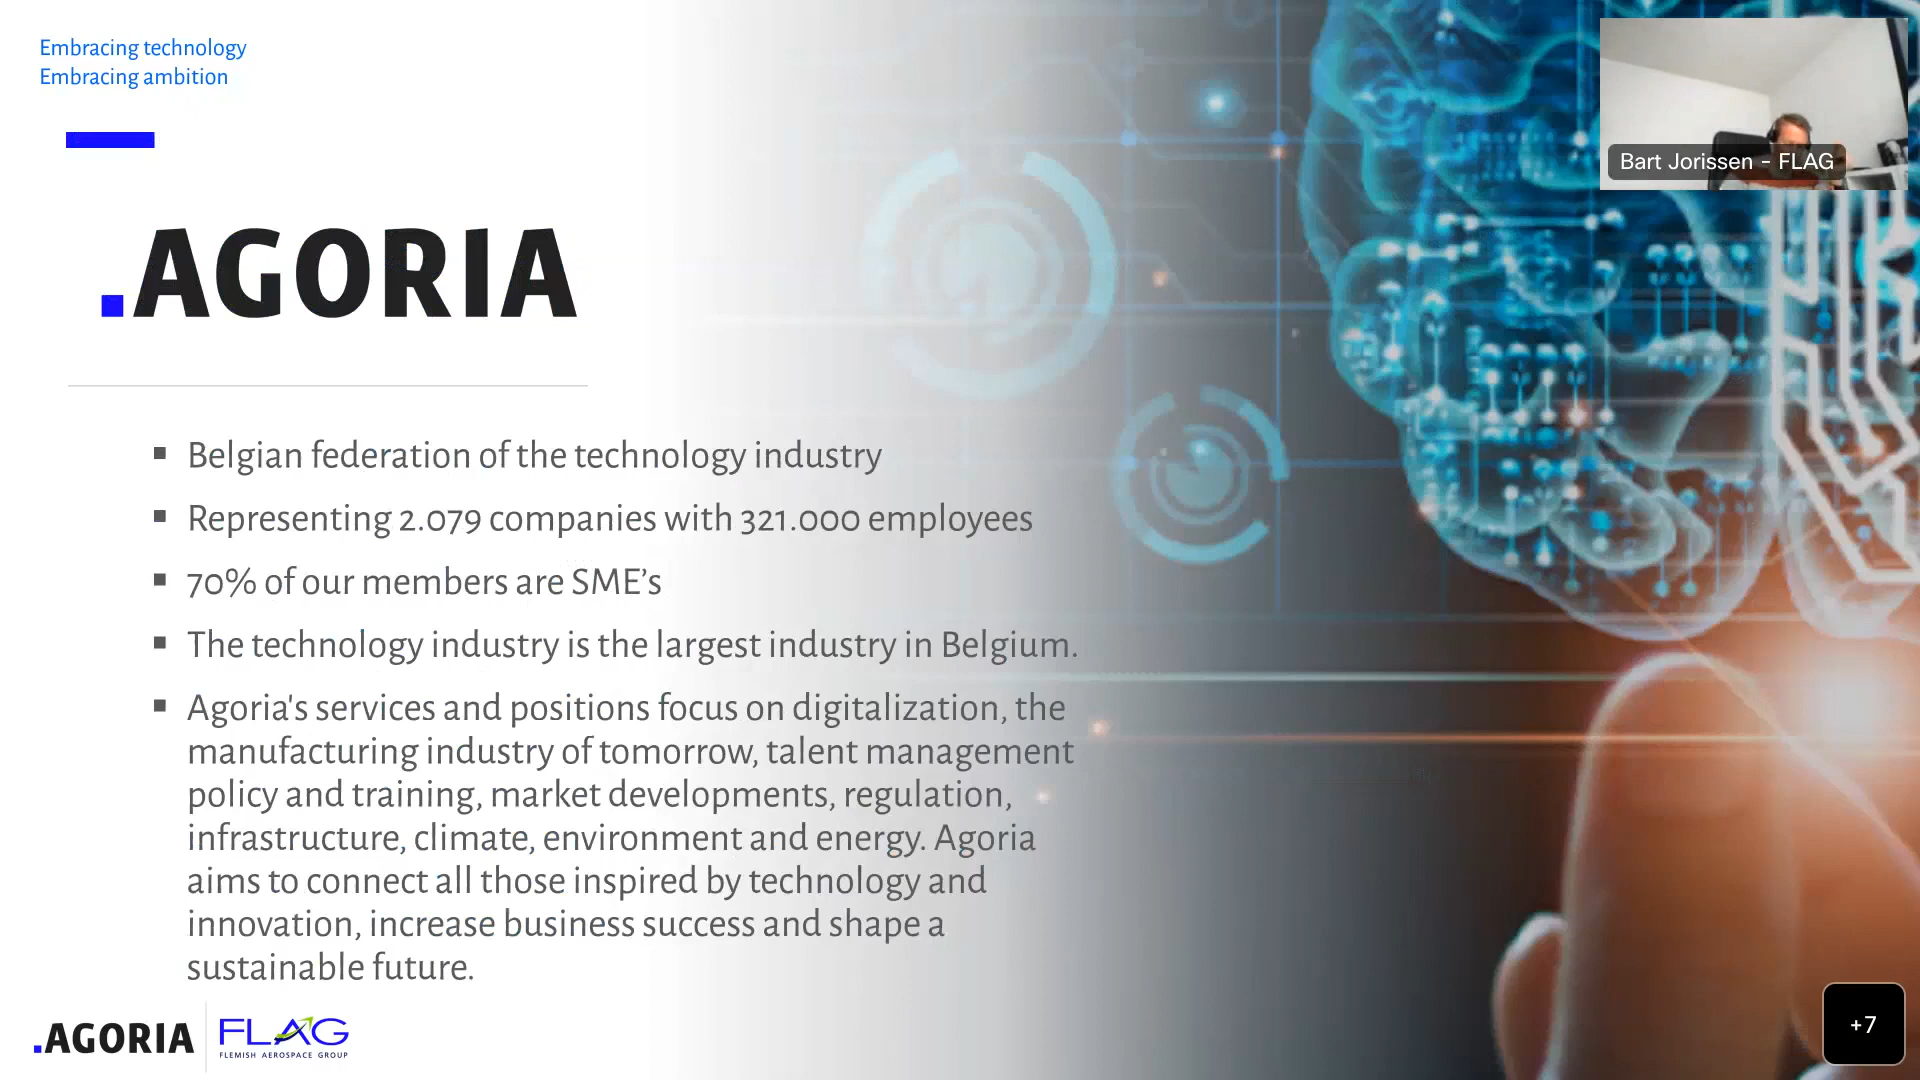 Embracing technology
Embracing ambition
Bart Jorissen - FLAG
.AGORIA
Belgian federation of the technology industry
Representing 2.079 companies with 321.000 employees
70% of our members are SME’s
The technology industry is the largest industry in Belgium.
Agoria's services and positions focus on digitalization, the
manufacturing industry of tomorrow, talent management
policy and training, market developments, regulation,
infrastructure, climate, environment and energy. Agoria
aims to connect all those inspired by technology and
innovation, increase business success and shape a
sustainable future.
.AGORIA
FLAG
FLEMISH AEROSPACE GROUP
+7